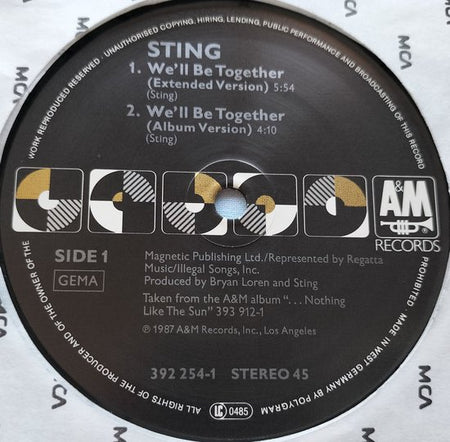 UNAUTHORISED COPYING, HIRING, LENDING, PUBLIC PERFORMANCE AND BROADCASTING OF THIS RECORD
PROHIBITED. MADE IN WEST GERMANY BY POLYGRAM
ALL RIGHTS OF THE PRODUCER AND OF THE OWNER OF THE
WORK REPRODUCED RESERVED
STING
1. We'll Be Together
(Extended Version) 5:54
(Sting)
2. We'll Be Together
(Album Version) 4:10
(Sting)
A&M
RECORDS
SIDE 1
GEMA
Magnetic Publishing Ltd./Represented by Regatta
Music/Illegal Songs, Inc.
Produced by Bryan Loren and Sting
Taken from the A&M album “. . . Nothing
Like The Sun” 393 912-1
℗ 1987 A&M Records, Inc., Los Angeles
392 254-1 STEREO 45
LC 0485
MCA
MCA
MCA
MCA
MCA
MCA